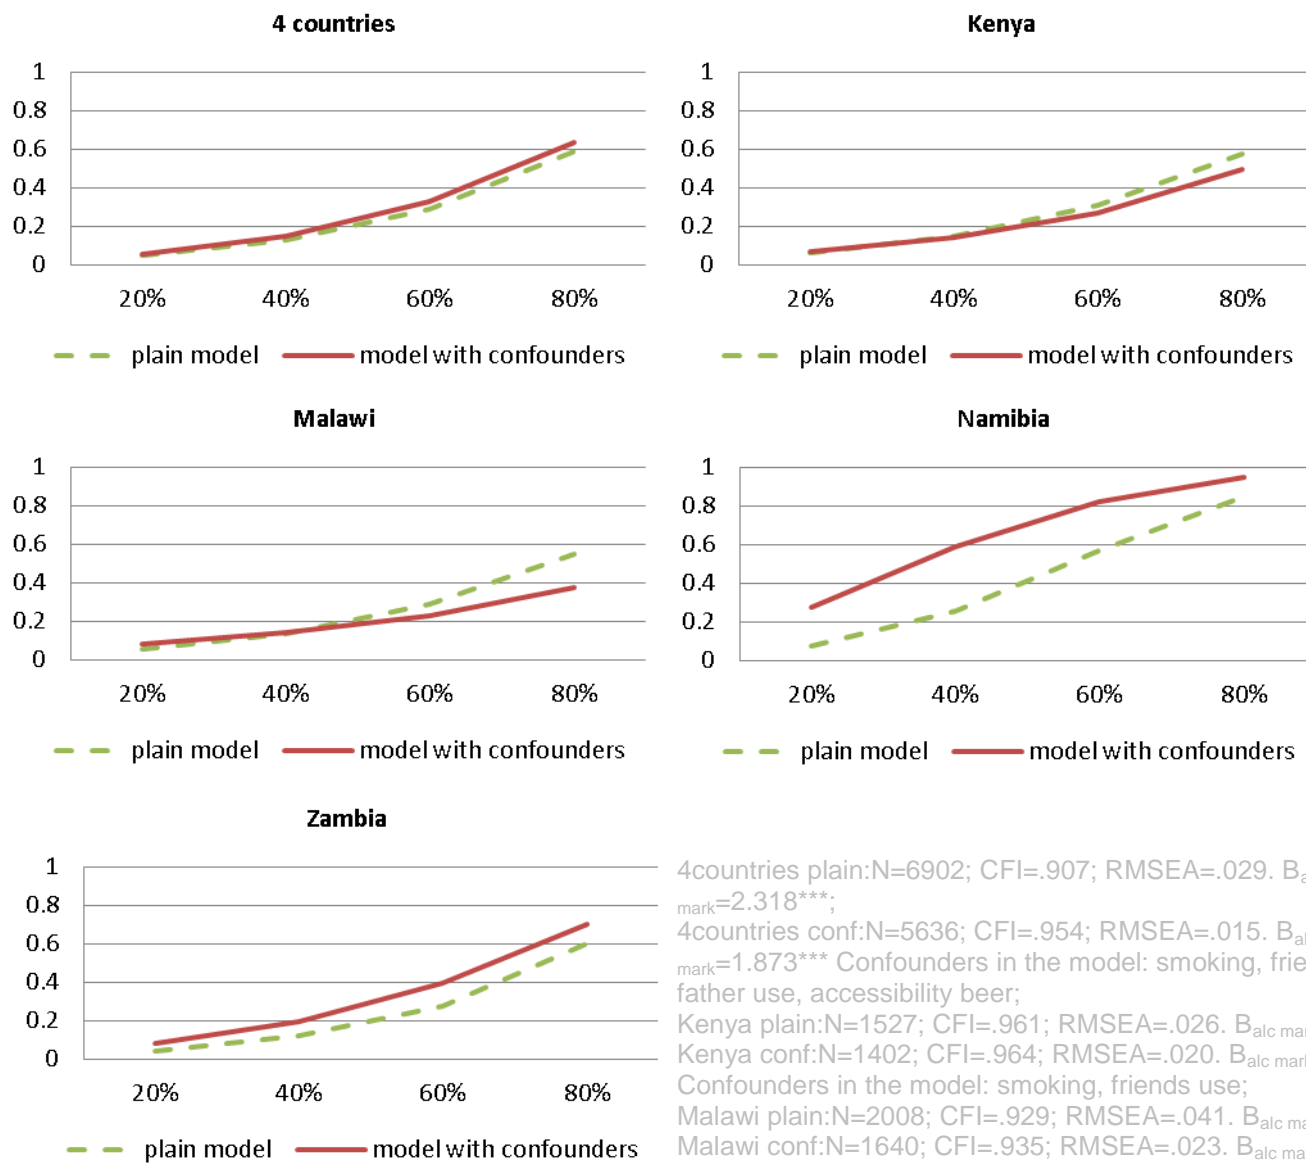 4 countries
1
0.8
0.6
0.4
0.2
0
20% 40% 60% 80%
plain model model with confounders
Kenya
1
0.8
0.6
0.4
0.2
0
20% 40% 60% 80%
plain model model with confounders
Malawi
1
0.8
0.6
0.4
0.2
0
20% 40% 60% 80%
plain model model with confounders
Namibia
1
0.8
0.6
0.4
0.2
0
20% 40% 60% 80%
plain model model with confounders
Zambia
1
0.8
0.6
0.4
0.2
0
20% 40% 60% 80%
plain model model with confounders
4countries plain:N=6902; CFI=.907; RMSEA=.029. B
mark=2.318***;
4countries conf:N=5636; CFI=.954; RMSEA=.015. B
mark=1.873*** Confounders in the model: smoking,
father use, accessibility beer;
Kenya plain:N=1527; CFI=.961; RMSEA=.026. Balc
Kenya conf:N=1402; CFI=.964; RMSEA=.020. Balc
Confounders in the model: smoking, friends use;
Malawi plain:N=2008; CFI=.929; RMSEA=.041. Balc
Malawi conf:N=1640; CFI=.935; RMSEA=.023. Balc